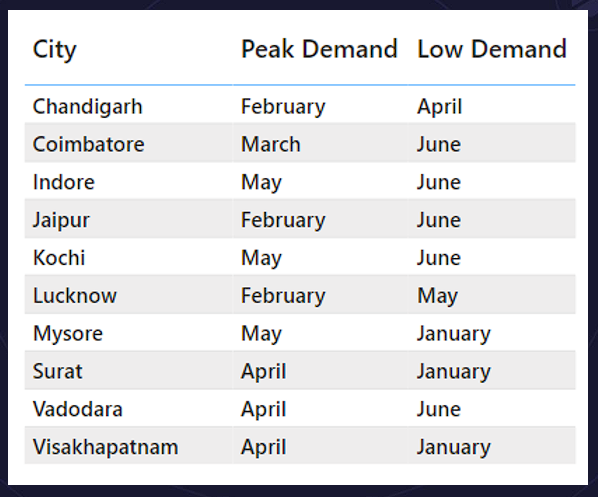 City Peak Demand Low Demand
Chandigarh February April
Coimbatore March June
Indore May June
Jaipur February June
Kochi May June
Lucknow February May
Mysore May January
Surat April January
Vadodara April June
Visakhapatnam April January